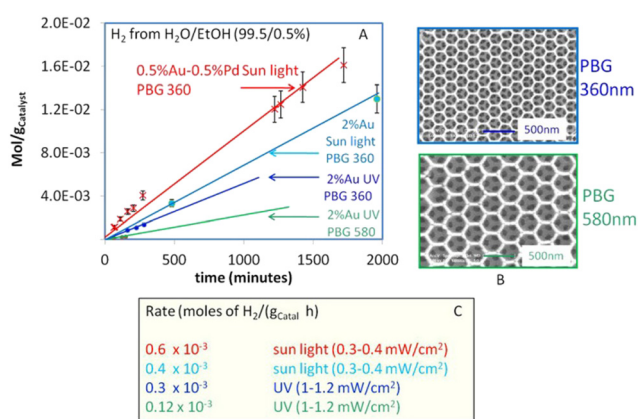 H2 from H2O/EtOH (99.5/0.5%)
A
2.0E-02
1.6E-02
1.2E-02
8.0E-03
4.0E-03
Mol/gCatalyst
0.5%Au-0.5%Pd Sun light
PBG 360
2%Au
Sun light
PBG 360
2%Au UV
PBG 360
2%Au UV
PBG 580
0
500
1000
1500
2000
time (minutes)
500nm
PBG
360nm
500nm
PBG
580nm
B
Rate (moles of H2/(gCatal h)
C
0.6 x 10-3 sun light (0.3-0.4 mW/cm2)
0.4 x 10-3 sun light (0.3-0.4 mW/cm2)
0.3 x 10-3 UV (1-1.2 mW/cm2)
0.12 x 10-3 UV (1-1.2 mW/cm2)